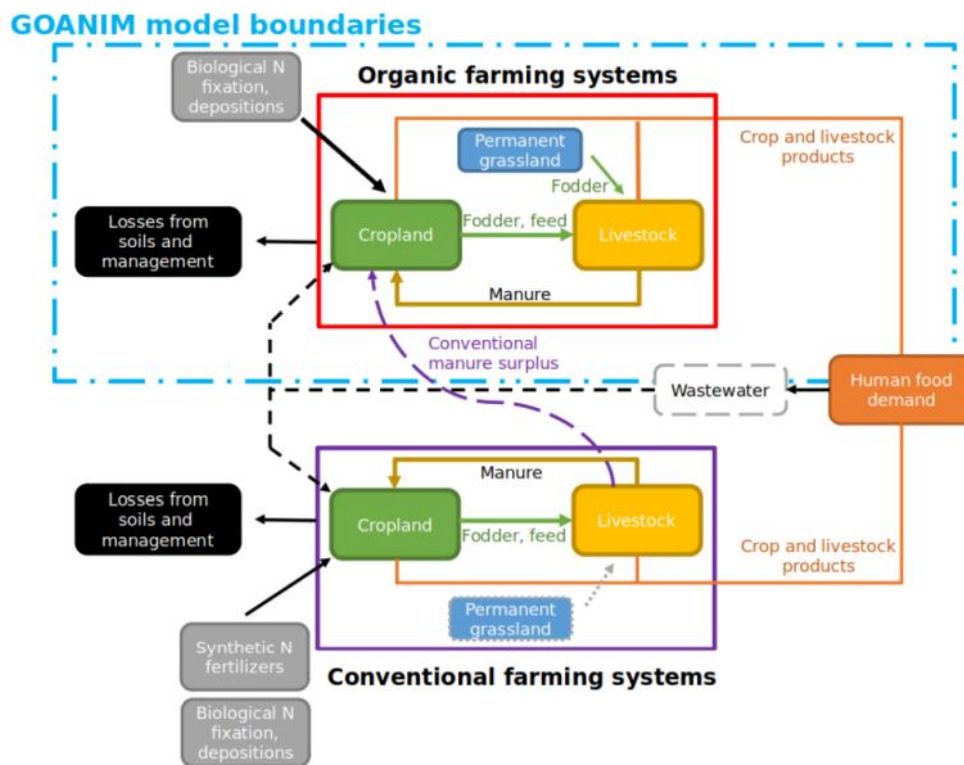 GOANIM model boundaries
Biological N
fixation,
depositions
Organic farming systems
Permanent
grassland
Crop and livestock
products
Fodder
Losses from
soils and
management
Cropland
Fodder, feed
Livestock
Manure
Conventional
manure surplus
Wastewater
Human food
demand
Manure
Losses from
soils and
management
Cropland
Fodder, feed
Livestock
Crop and livestock
products
Permanent
grassland
Synthetic N
fertilizers
Conventional farming systems
Biological N
fixation,
depositions